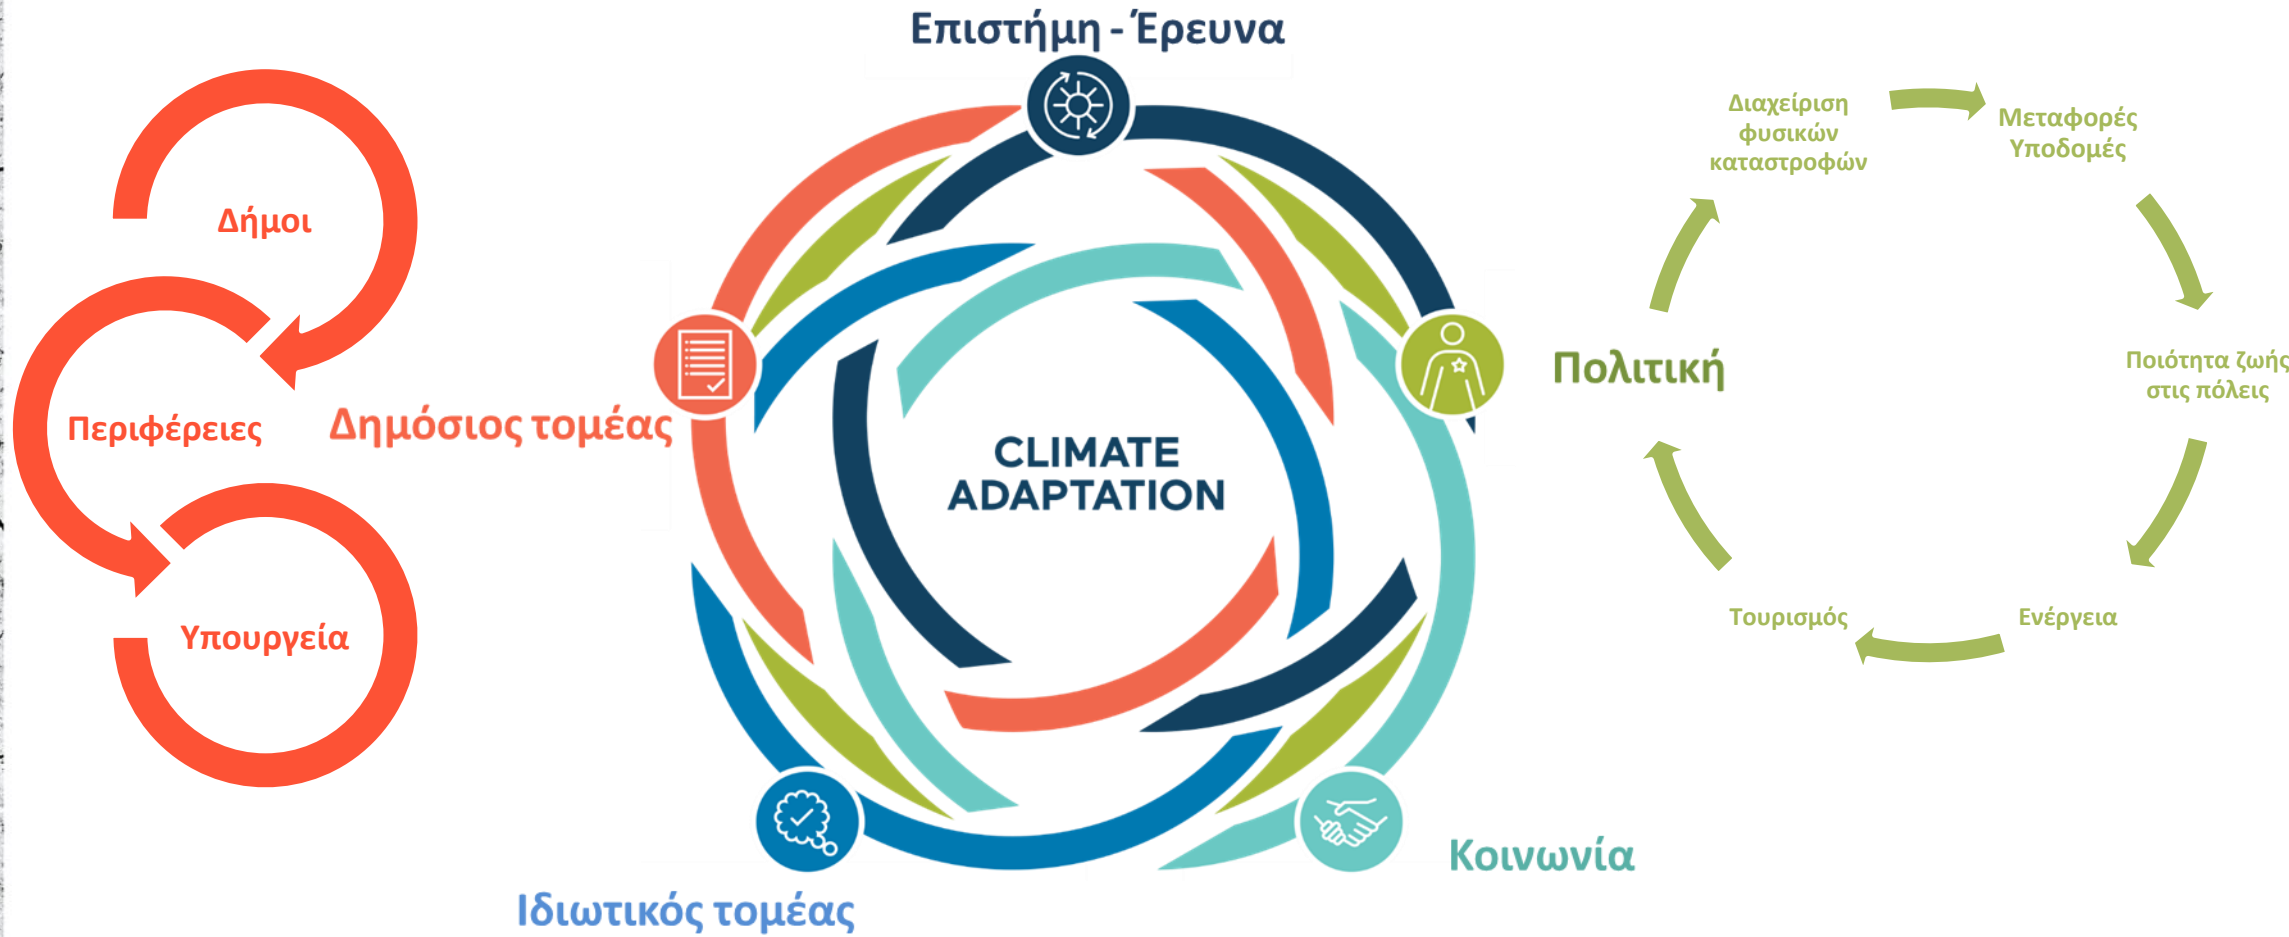 Επιστήμη - Έρευνα
Δήμοι
Περιφέρειες
Υπουργεία
Δημόσιος τομέας
CLIMATE
ADAPTATION
Ιδιωτικός τομέας
Κοινωνία
Πολιτική
Διαχείριση
φυσικών
καταστροφών
Μεταφορές
Υποδομές
Ποιότητα ζωής
στις πόλεις
Ενέργεια
Τουρισμός